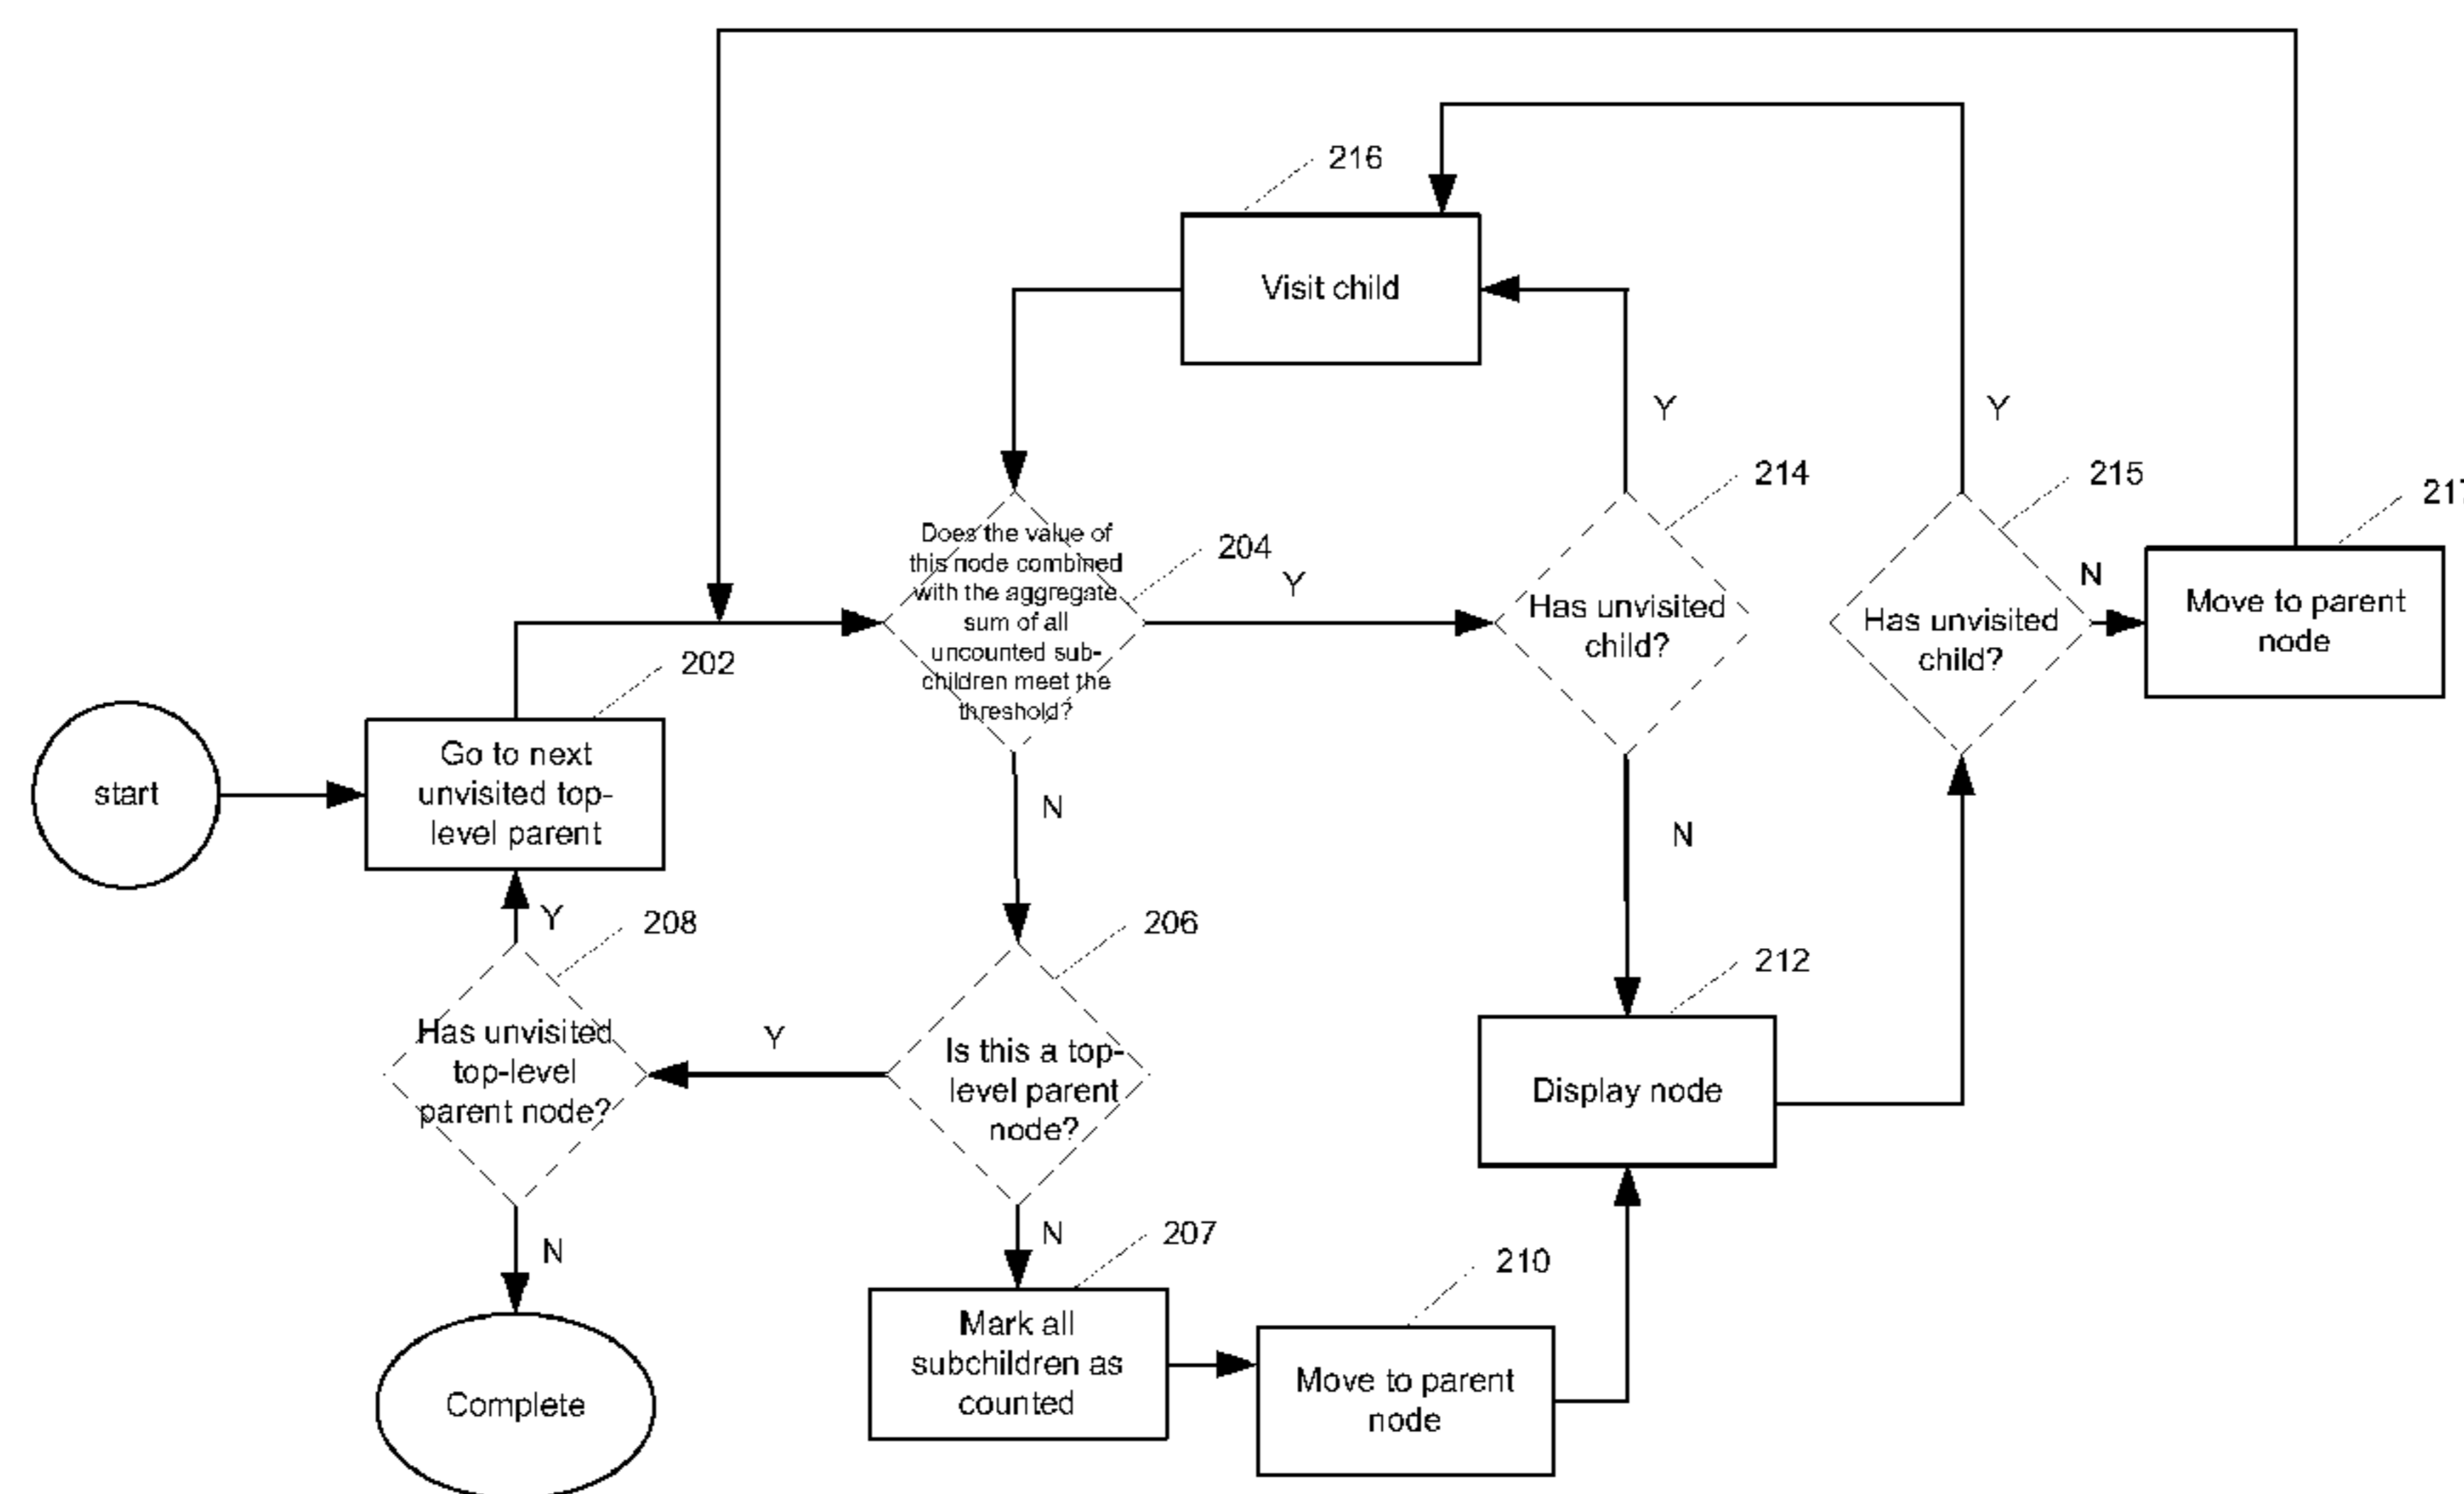 216
Visit child
Y
Y
214
215
217
Does the value of
this node combined
with the aggregate
sum of all
uncounted sub-
children meet the
threshold?
204
Y
Has unvisited
child?
Has unvisited
child?
N
Move to parent
node
202
start
Go to next
unvisited top-
level parent
N
N
Y
208
206
212
Has unvisited
top-level
parent node?
Y
Is this a top-
level parent
node?
Display node
N
N
207
210
Mark all
subchildren as
counted
Move to parent
node
Complete